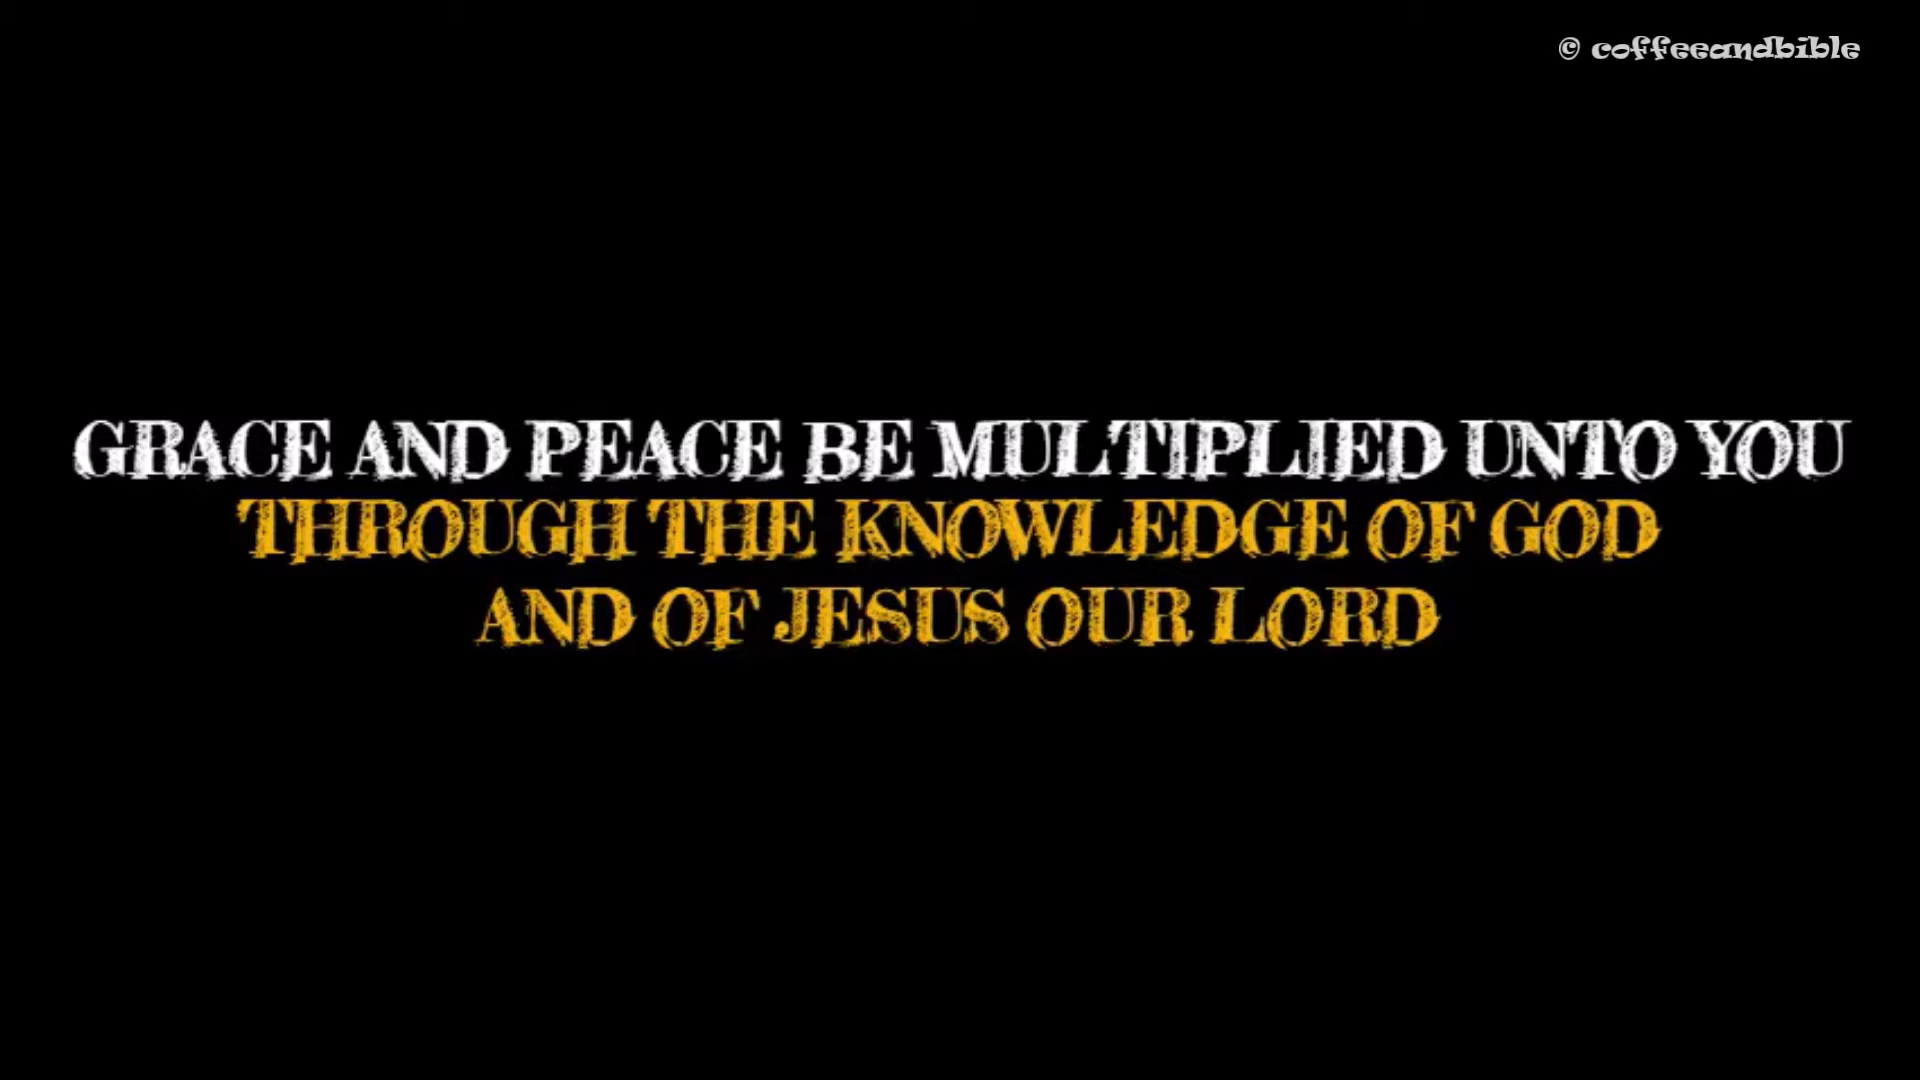 © coffeeandbible
GRACE AND PEACE BE MULTIPLIED UNTO YOU
THROUGH THE KNOWLEDGE OF GOD
AND OF JESUS OUR LORD